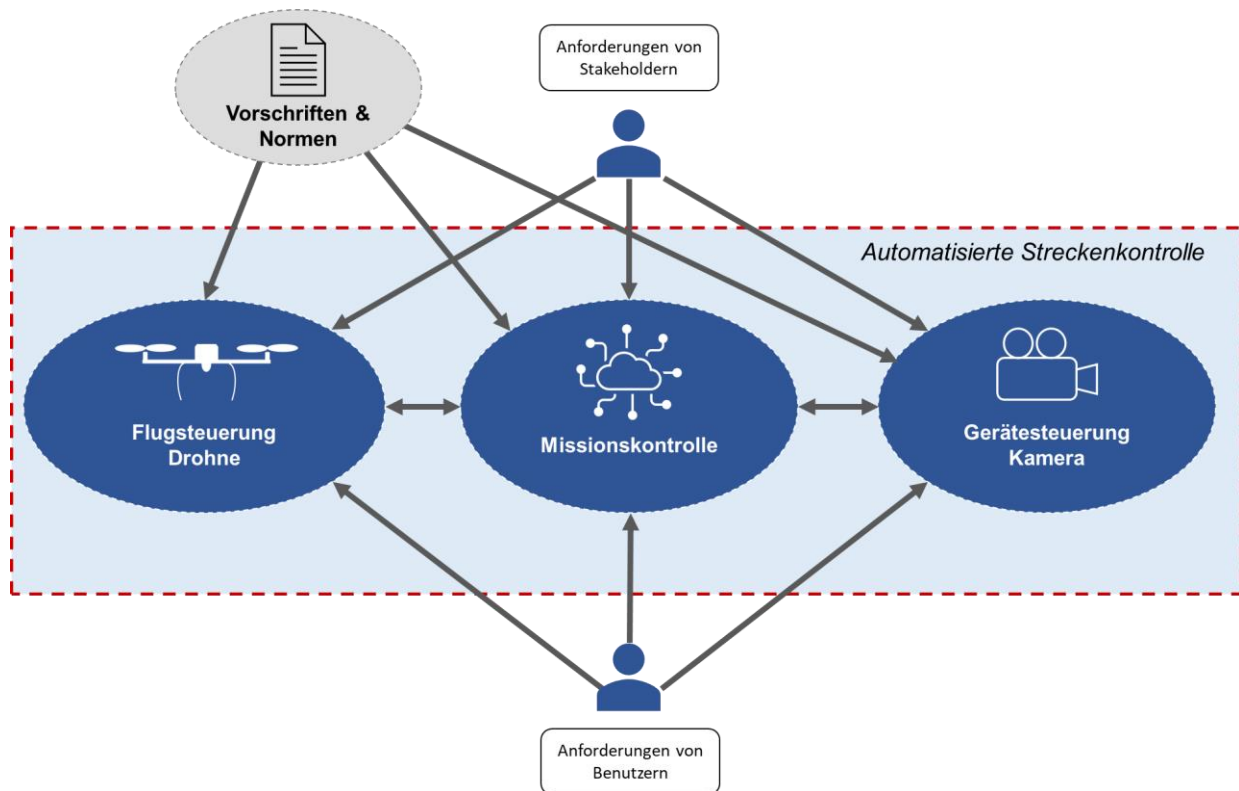 Anforderungen von
Stakeholdern
Vorschriften &
Normen
Automatisierte Streckenkontrolle
Flugsteuerung
Drohne
Missionskontrolle
Gerätesteuerung
Kamera
Anforderungen von
Benutzern